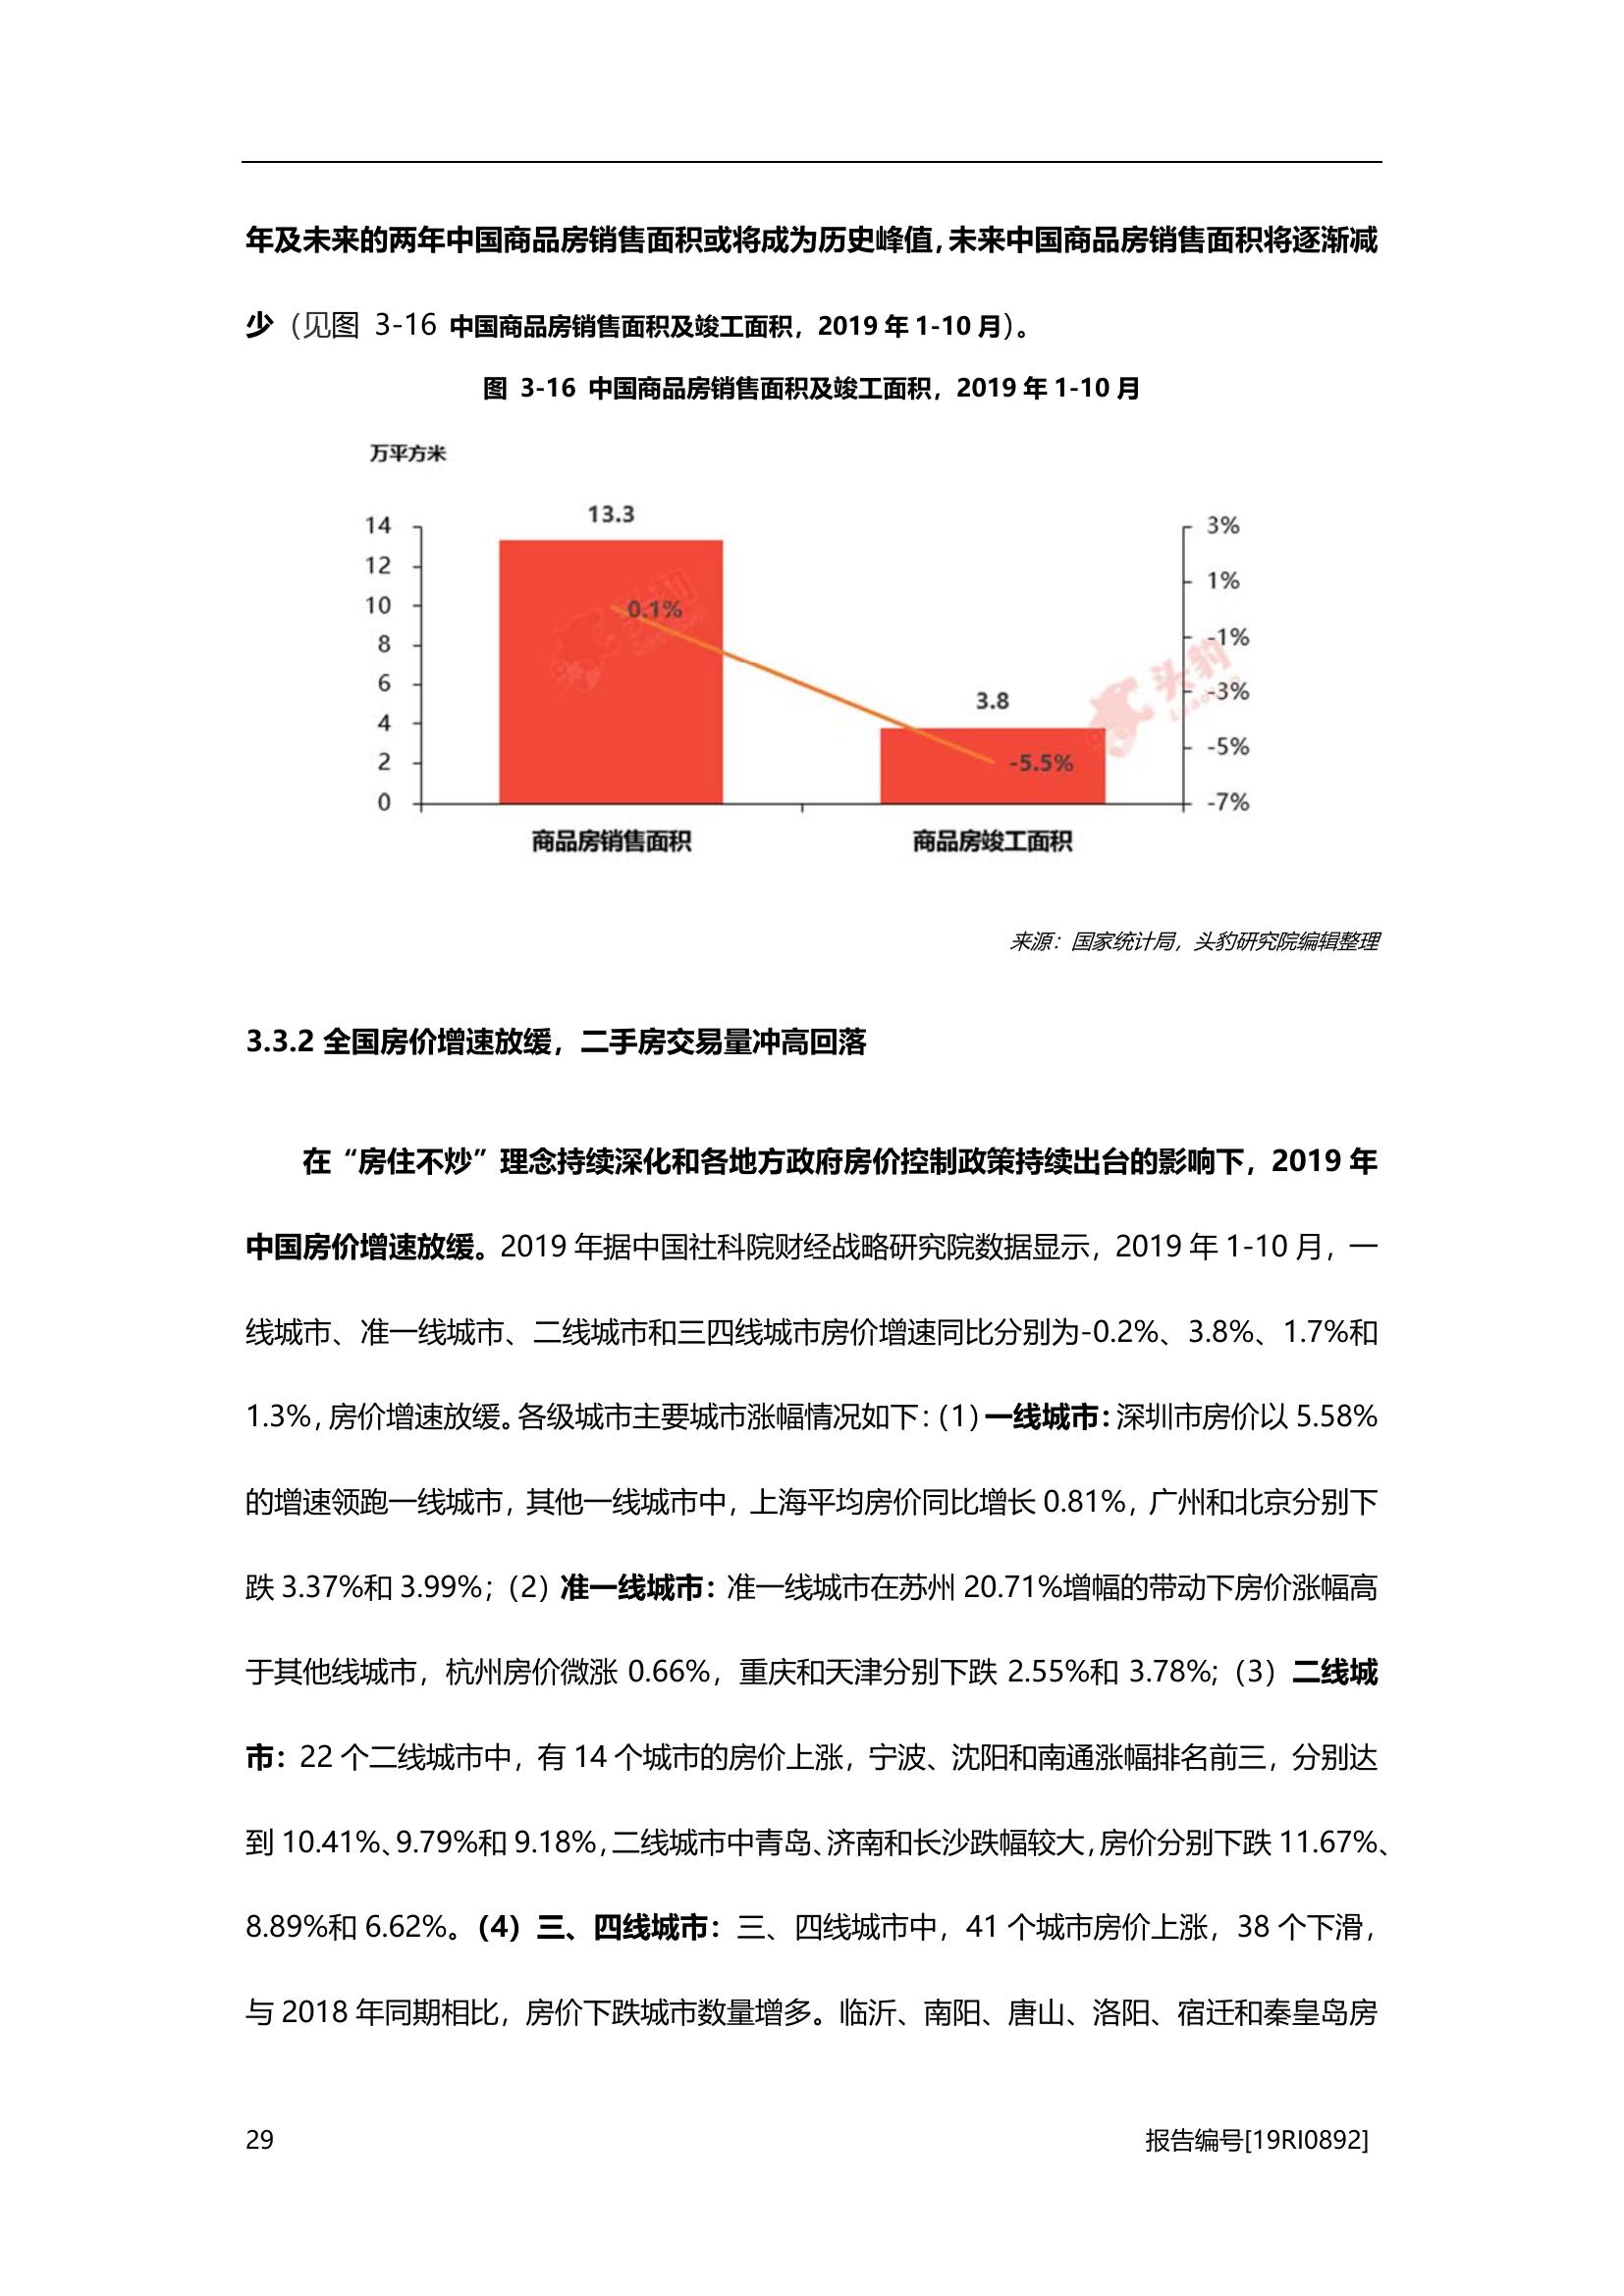 年及未来的两年中国商品房销售面积或将成为历史峰值，未来中国商品房销售面积将逐渐减
少（见图 3-16 中国商品房销售面积及竣工面积，2019 年 1-10 月）。
图 3-16 中国商品房销售面积及竣工面积，2019 年 1-10 月
万平方米
14
12
10
8
6
4
2
0
13.3
0.1%
3.8
-5.5%
3%
1%
-1%
-3%
-5%
-7%
头豹
头豹
商品房销售面积
商品房竣工面积
来源：国家统计局，头豹研究院编辑整理
3.3.2 全国房价增速放缓，二手房交易量冲高回落
在“房住不炒”理念持续深化和各地方政府房价控制政策持续出台的影响下，2019 年
中国房价增速放缓。2019 年据中国社科院财经战略研究院数据显示，2019 年 1-10 月，一
线城市、准一线城市、二线城市和三四线城市房价增速同比分别为-0.2%、3.8%、1.7%和
1.3%，房价增速放缓。各级城市主要城市涨幅情况如下：（1）一线城市：深圳市房价以 5.58%
的增速领跑一线城市，其他一线城市中，上海平均房价同比增长 0.81%，广州和北京分别下
跌 3.37%和 3.99%；（2）准一线城市：准一线城市在苏州 20.71%增幅的带动下房价涨幅高
于其他线城市，杭州房价微涨 0.66%，重庆和天津分别下跌 2.55%和 3.78%;（3）二线城
市：22 个二线城市中，有 14 个城市的房价上涨，宁波、沈阳和南通涨幅排名前三，分别达
到 10.41%、9.79%和 9.18%，二线城市中青岛、济南和长沙跌幅较大，房价分别下跌 11.67%、
8.89%和 6.62%。（4）三、四线城市：三、四线城市中，41 个城市房价上涨，38 个下滑，
与 2018 年同期相比，房价下跌城市数量增多。临沂、南阳、唐山、洛阳、宿迁和秦皇岛房
29
报告编号[19RI0892]